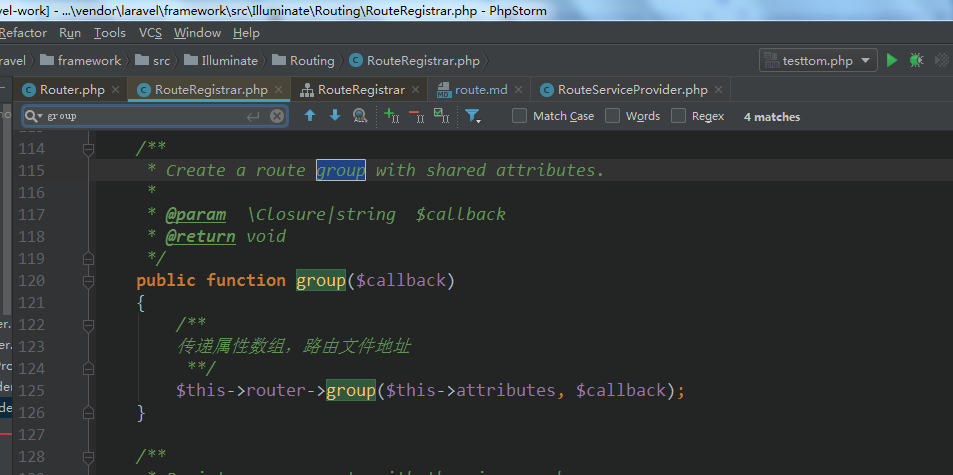 vel-work] - ...\vendor\laravel\framework\src\Illuminate\Routing\RouteRegistrar.php - PhpStorm
Refactor Run Tools VCS Window Help
ravel framework src Illuminate Routing RouteRegistrar.php testtom.php
Router.php RouteRegistrar.php RouteRegistrar route.md RouteServiceProvider.php
group Match Case Words Regex 4 matches
114 /**
115 * Create a route group with shared attributes.
116 *
117 * @param \Closure|string $callback
118 * @return void
119 */
120 public function group($callback)
121 {
122 /**
123 传递属性数组，路由文件地址
124 **/
125 $this->router->group($this->attributes, $callback);
126 }
127
128 /**